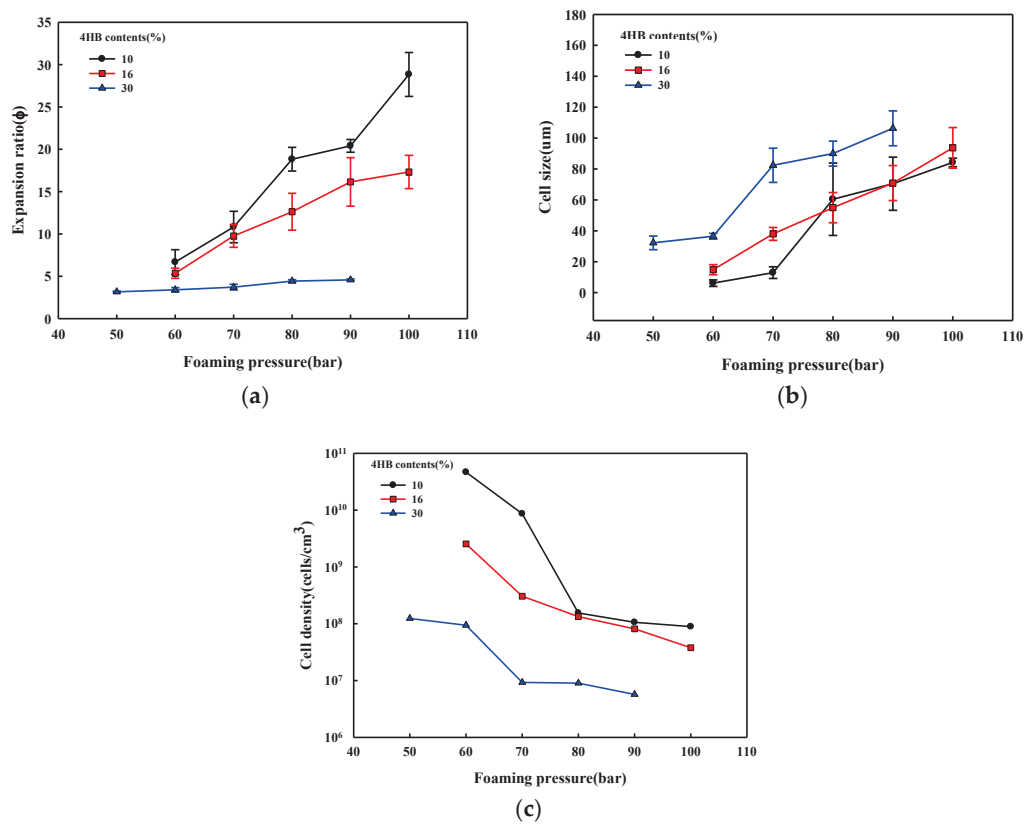 35
30
25
20
15
10
5
0
4HB contents(%)
10
16
30
Expansion ratio(ϕ)
40 50 60 70 80 90 100 110
Foaming pressure(bar)
(a)
180
160
140
120
100
80
60
40
20
0
4HB contents(%)
10
16
30
Cell size(um)
40 50 60 70 80 90 100 110
Foaming pressure(bar)
(b)
10¹¹
10¹⁰
10⁹
10⁸
10⁷
10⁶
4HB contents(%)
10
16
30
Cell density(cells/cm³)
40 50 60 70 80 90 100 110
Foaming pressure(bar)
(c)